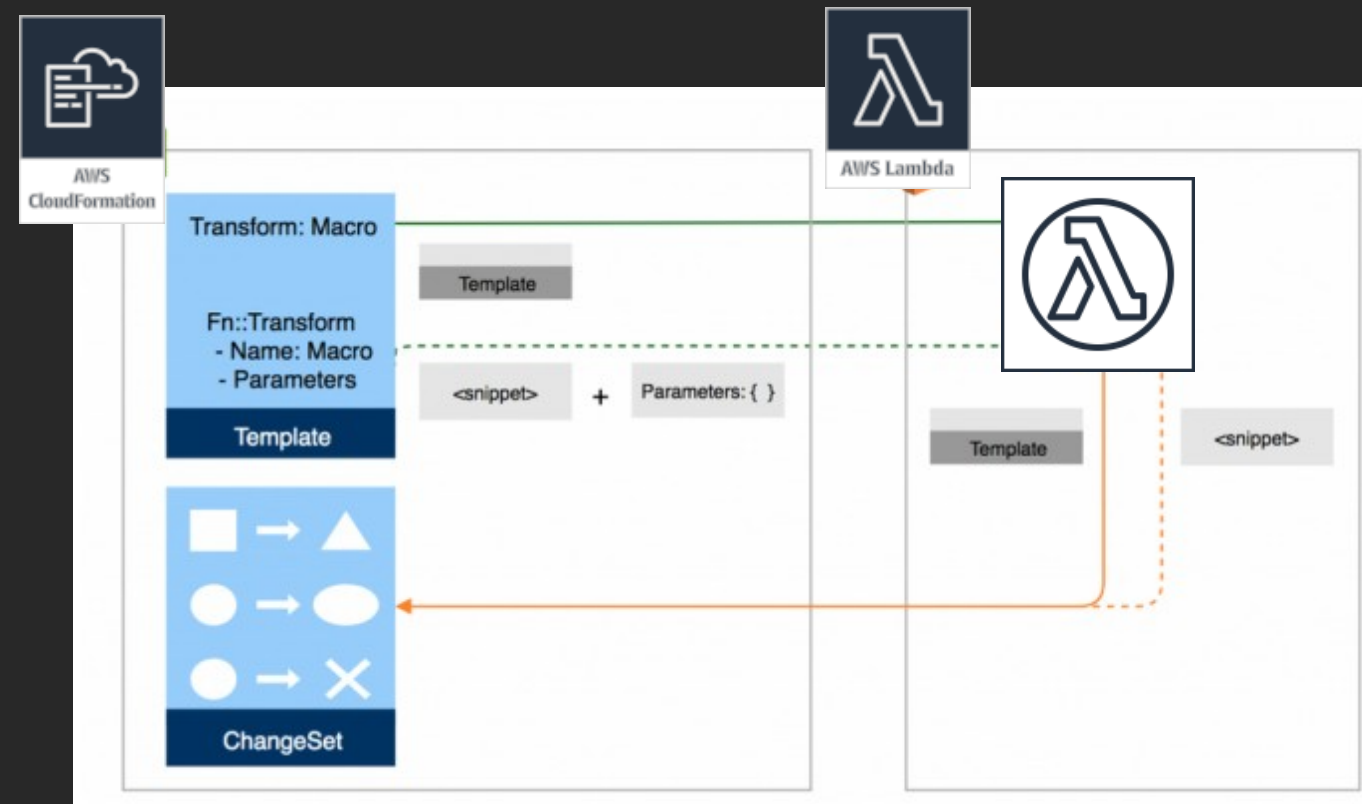 AWS
CloudFormation
AWS Lambda
Transform: Macro
Template
Fn::Transform
- Name: Macro
- Parameters
<snippet>
+
Parameters: { }
Template
Template
<snippet>
ChangeSet